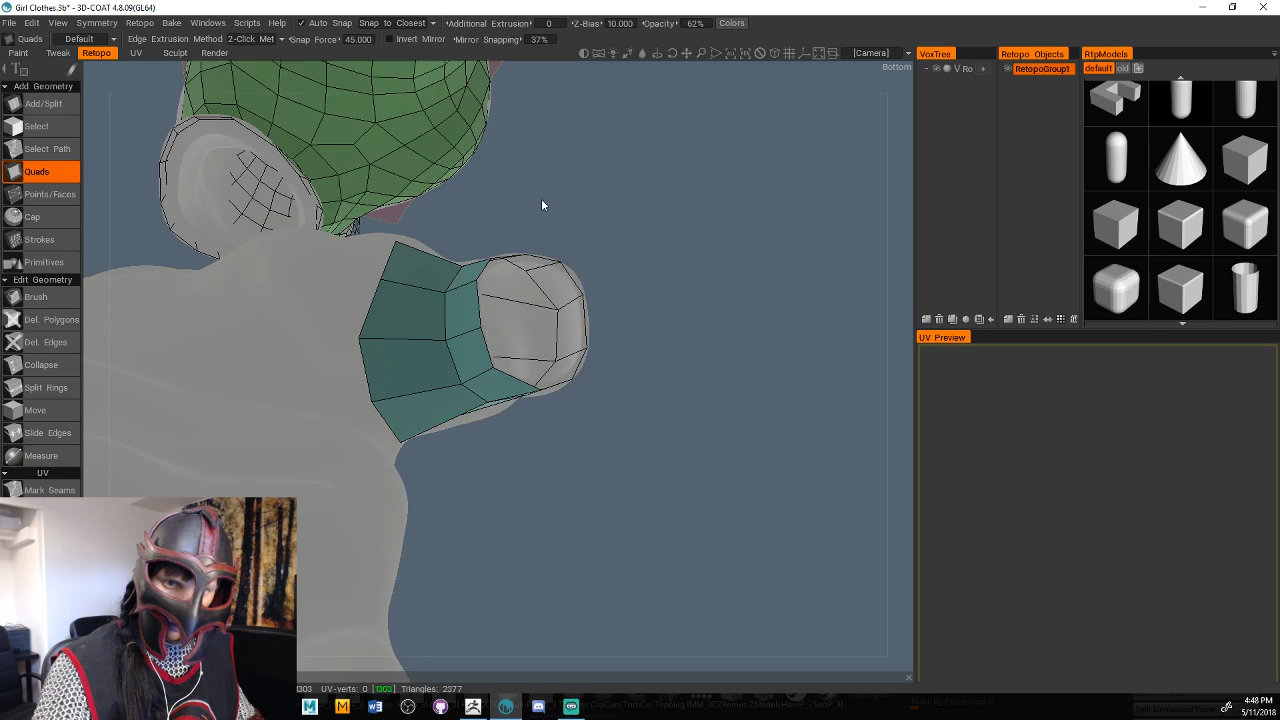 Girl Clothes.3b* - 3D-COAT 4.8.09(GL64)
File Edit View Symmetry Retopo Bake Windows Scripts Help Auto Snap Snap to Closest Additional Extrusion 0 Z-Bias 10.000 Opacity 62% Colors
Quads Default Edge Extrusion Method 2-Click Met Snap Force 45.000 Invert Mirror Mirror Snapping 37%
Paint Tweak Retopo UV Sculpt Render [Camera]
VoxTree Retopo Objects RtpModels
Bottom
V Ro + RetopoGroup1 default old
Add Geometry
Add/Split
Select
Select Path
Quads
Points/Faces
Cap
Strokes
Primitives
Edit Geometry
Brush
Del. Polygons
Del. Edges
Collapse
Split Rings
Move
Slide Edges
Measure
UV
Mark Seams
UV Preview
303 UV-verts: 0 [1303] Triangles: 2377
4:48 PM
5/11/2018